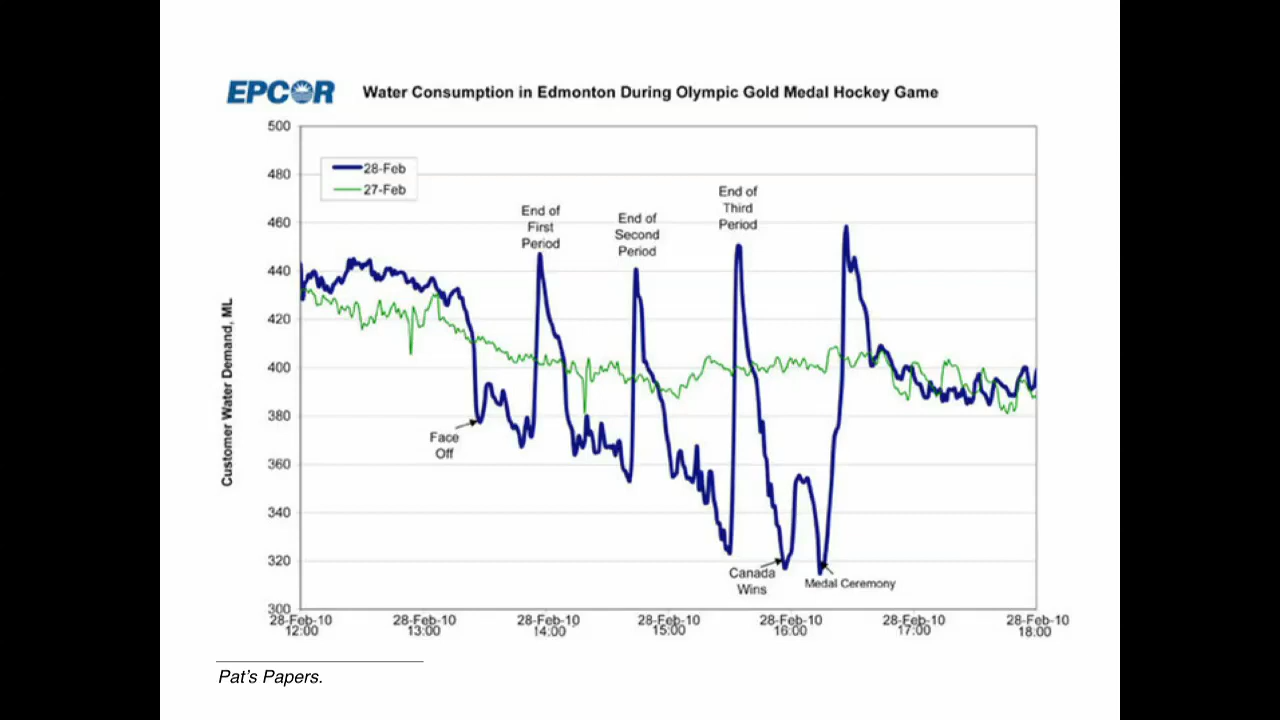 EPCOR
Water Consumption in Edmonton During Olympic Gold Medal Hockey Game
500
480
460
440
420
400
380
360
340
320
300
Customer Water Demand, ML
28-Feb
27-Feb
End of
First
Period
End of
Second
Period
End of
Third
Period
Face
Off
Canada
Wins
Medal Ceremony
28-Feb-10
12:00
28-Feb-10
13:00
28-Feb-10
14:00
28-Feb-10
15:00
28-Feb-10
16:00
28-Feb-10
17:00
28-Feb-10
18:00
Pat's Papers.